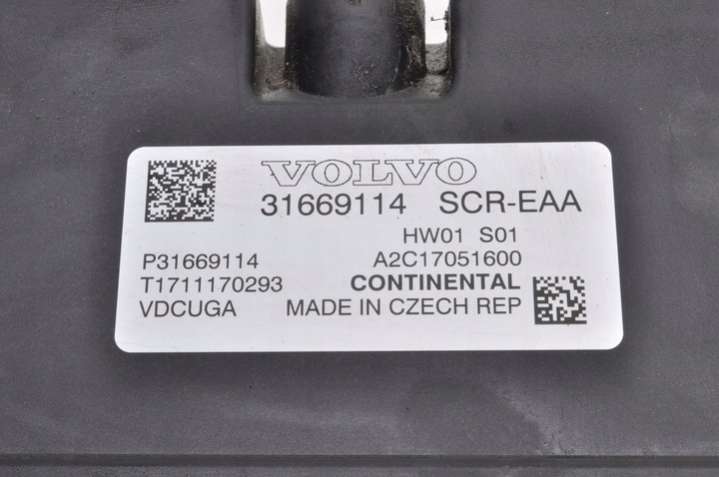 VOLVO
31669114 SCR-EAA
HW01 S01
P31669114 A2C17051600
T1711170293 CONTINENTAL
VDCUGA MADE IN CZECH REP